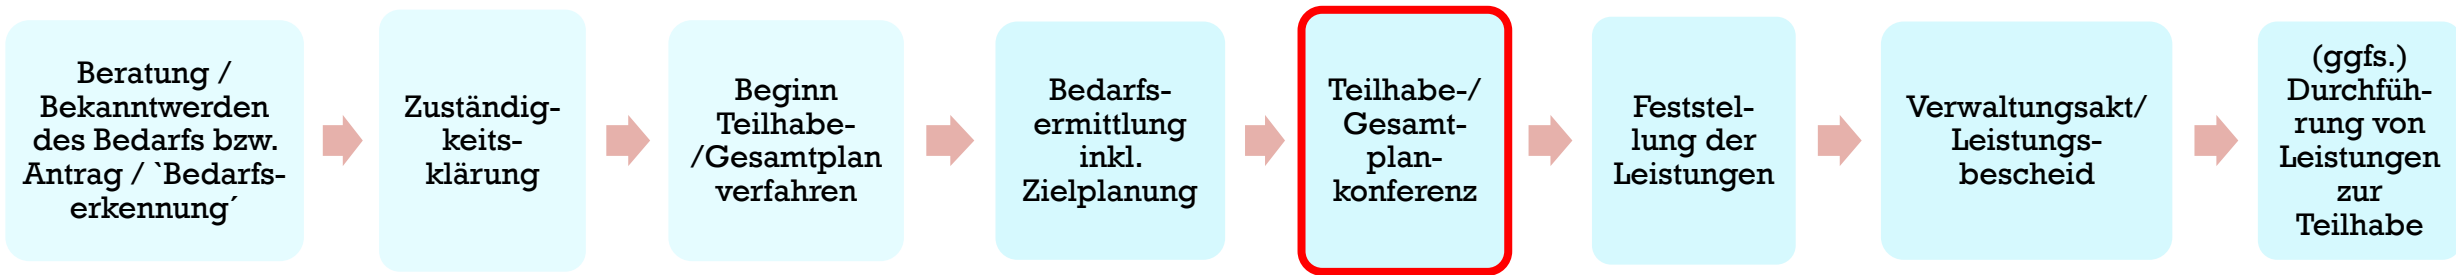 Beratung /
Bekanntwerden
des Bedarfs bzw.
Antrag / `Bedarfs-
erkennung´
Zuständig-
keits-
klärung
Beginn
Teilhabe-
/Gesamtplan
verfahren
Bedarfs-
ermittlung
inkl.
Zielplanung
Teilhabe-/
Gesamt-
plan-
konferenz
Feststel-
lung der
Leistungen
Verwaltungsakt/
Leistungs-
bescheid
(ggfs.)
Durchfüh-
rung von
Leistungen
zur
Teilhabe